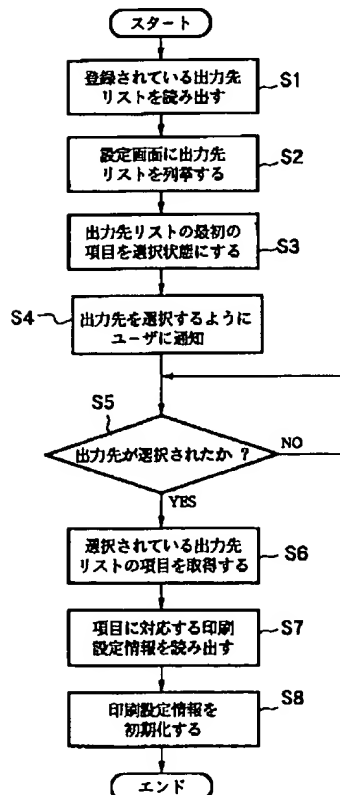 スタート
登録されている出力先
リストを読み出す
S1
設定画面に出力先
リストを列挙する
S2
出力先リストの最初の
項目を選択状態にする
S3
S4
出力先を選択するように
ユーザに通知
S5
出力先が選択されたか ?
NO
YES
選択されている出力先
リストの項目を取得する
S6
項目に対応する印刷
設定情報を読み出す
S7
印刷設定情報を
初期化する
S8
エンド